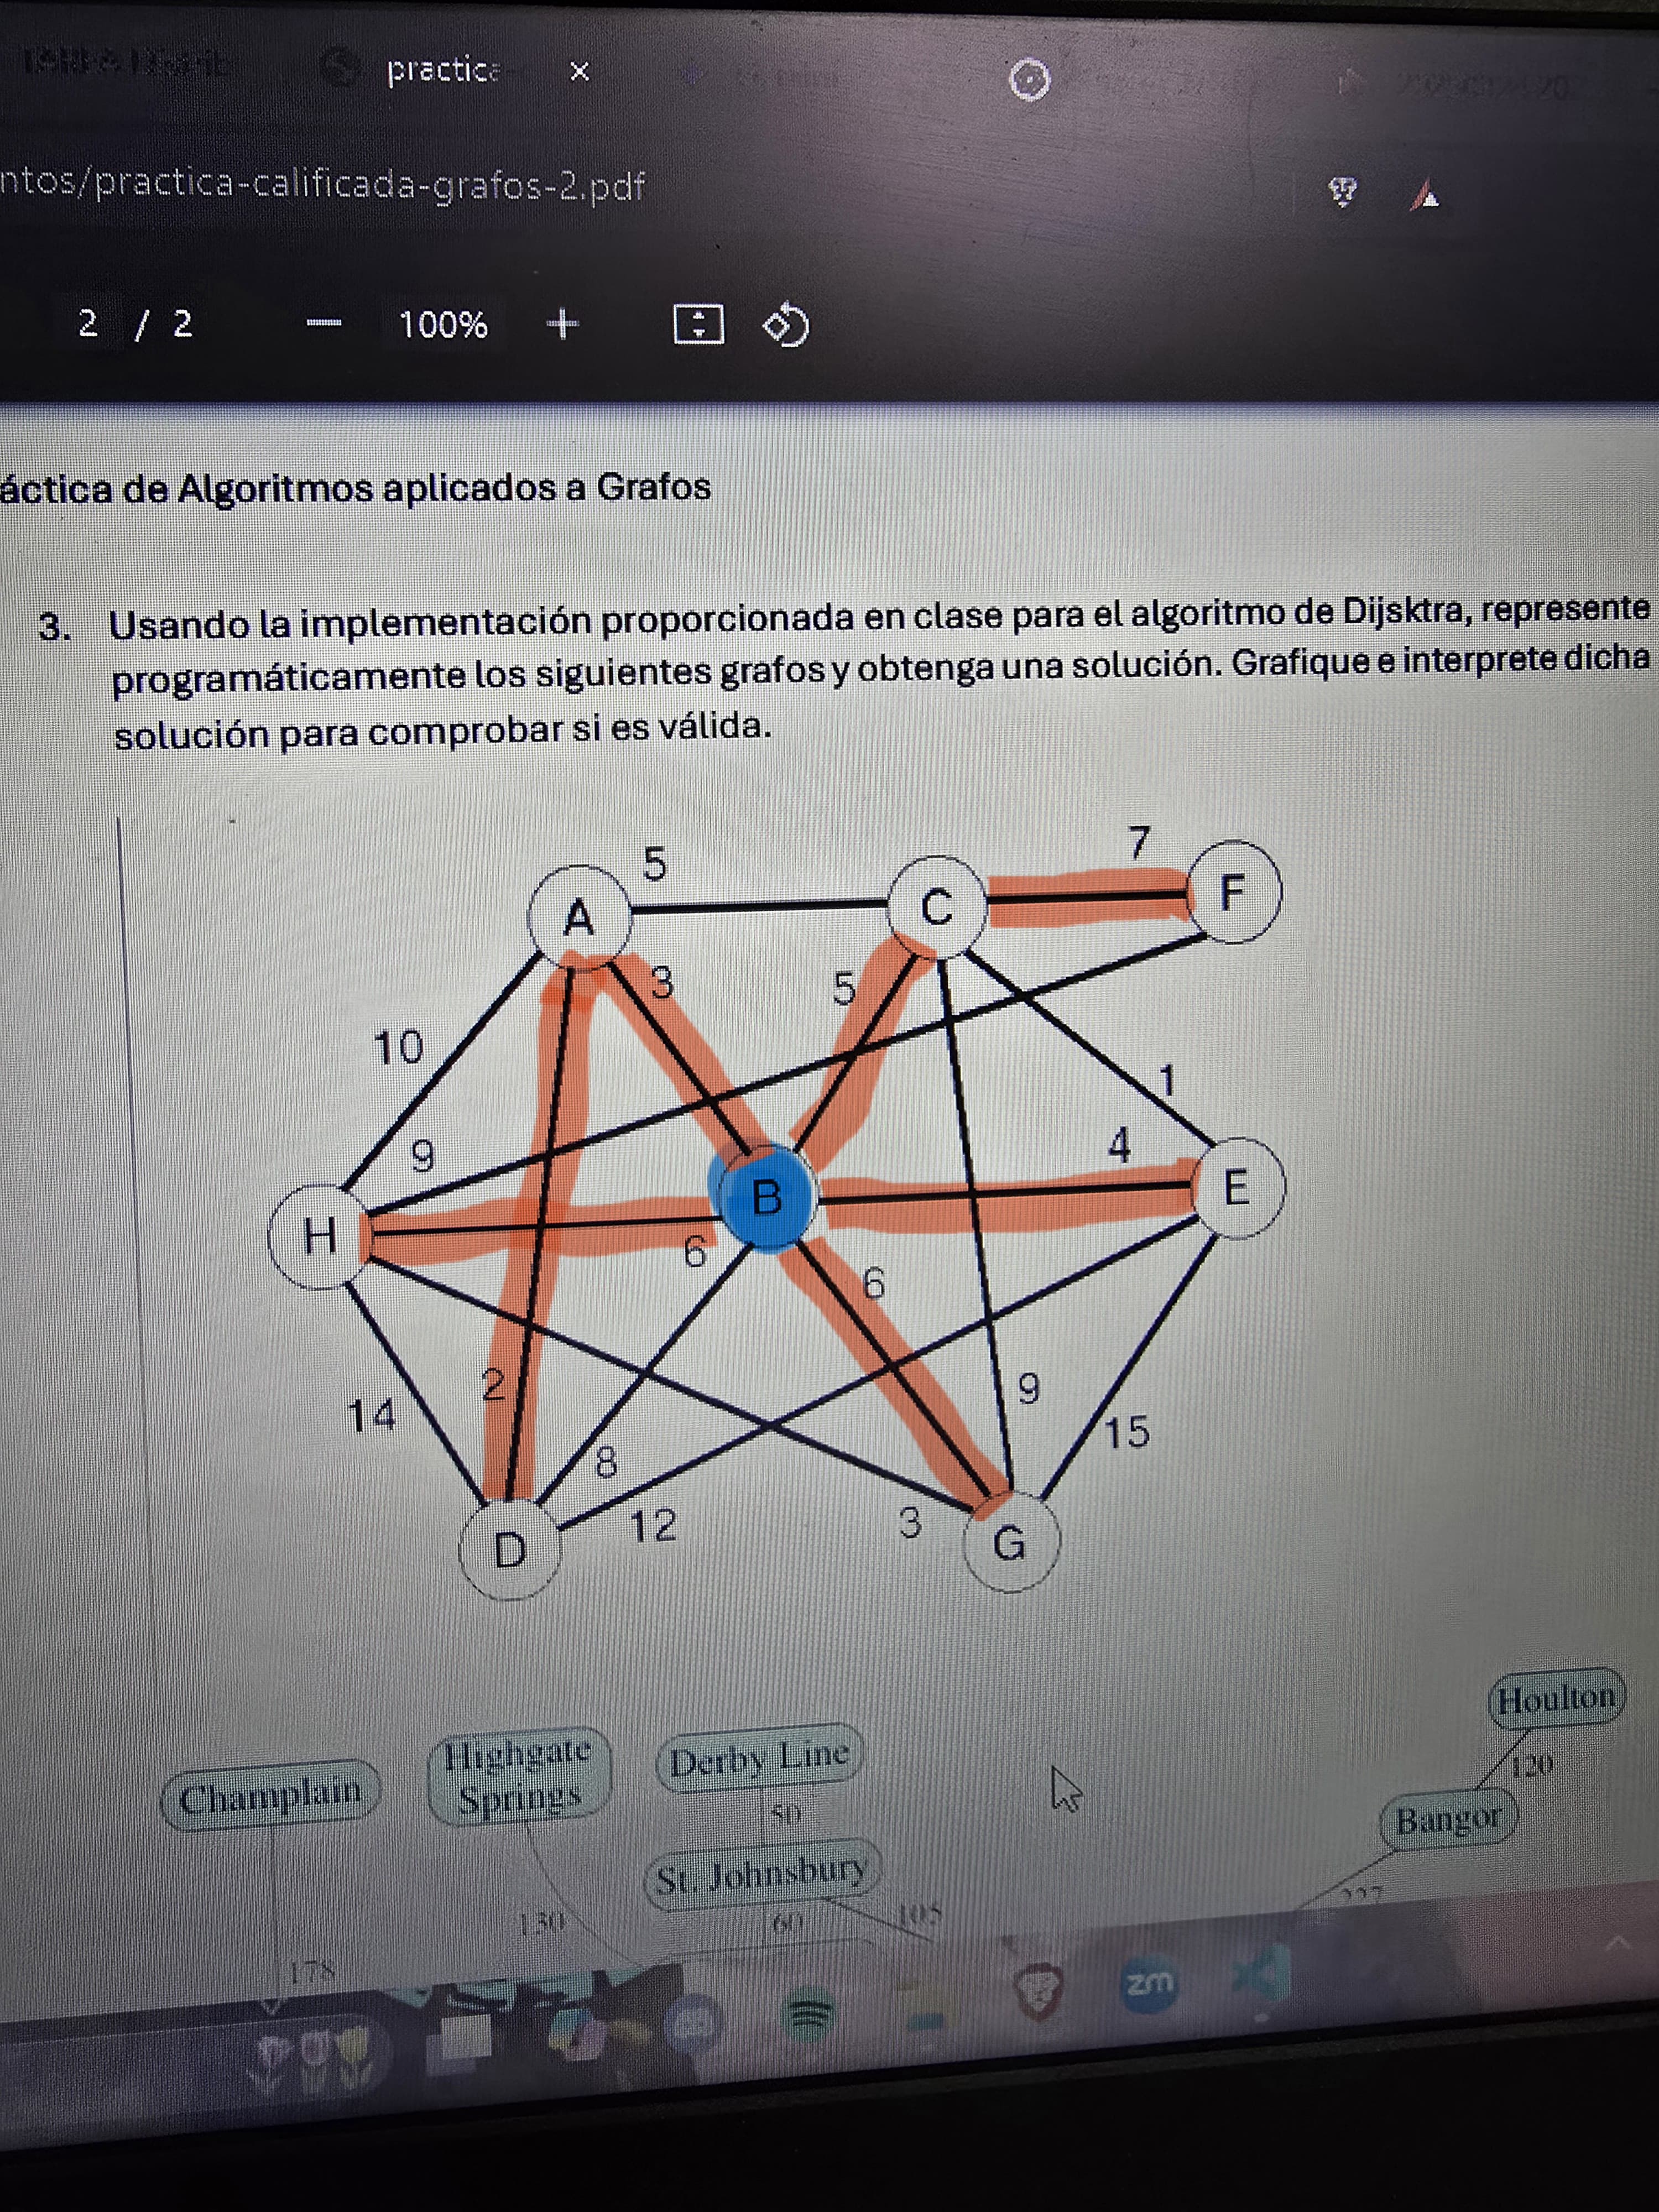 practica
ntos/practica-calificada-grafos-2.pdf
2 / 2
100%
áctica de Algoritmos aplicados a Grafos
3. Usando la implementación proporcionada en clase para el algoritmo de Dijsktra, represente
programáticamente los siguientes grafos y obtenga una solución. Grafique e interprete dicha
solución para comprobar si es válida.
7
5
A
C
F
3
5
10
1
9
4
H
B
E
6
6
2
9
14
15
8
12
3
D
G
Houlton
Highgate
Springs
Derby Line
120
Champlain
50
Bangor
St. Johnsbury
130
60
105
178
zm